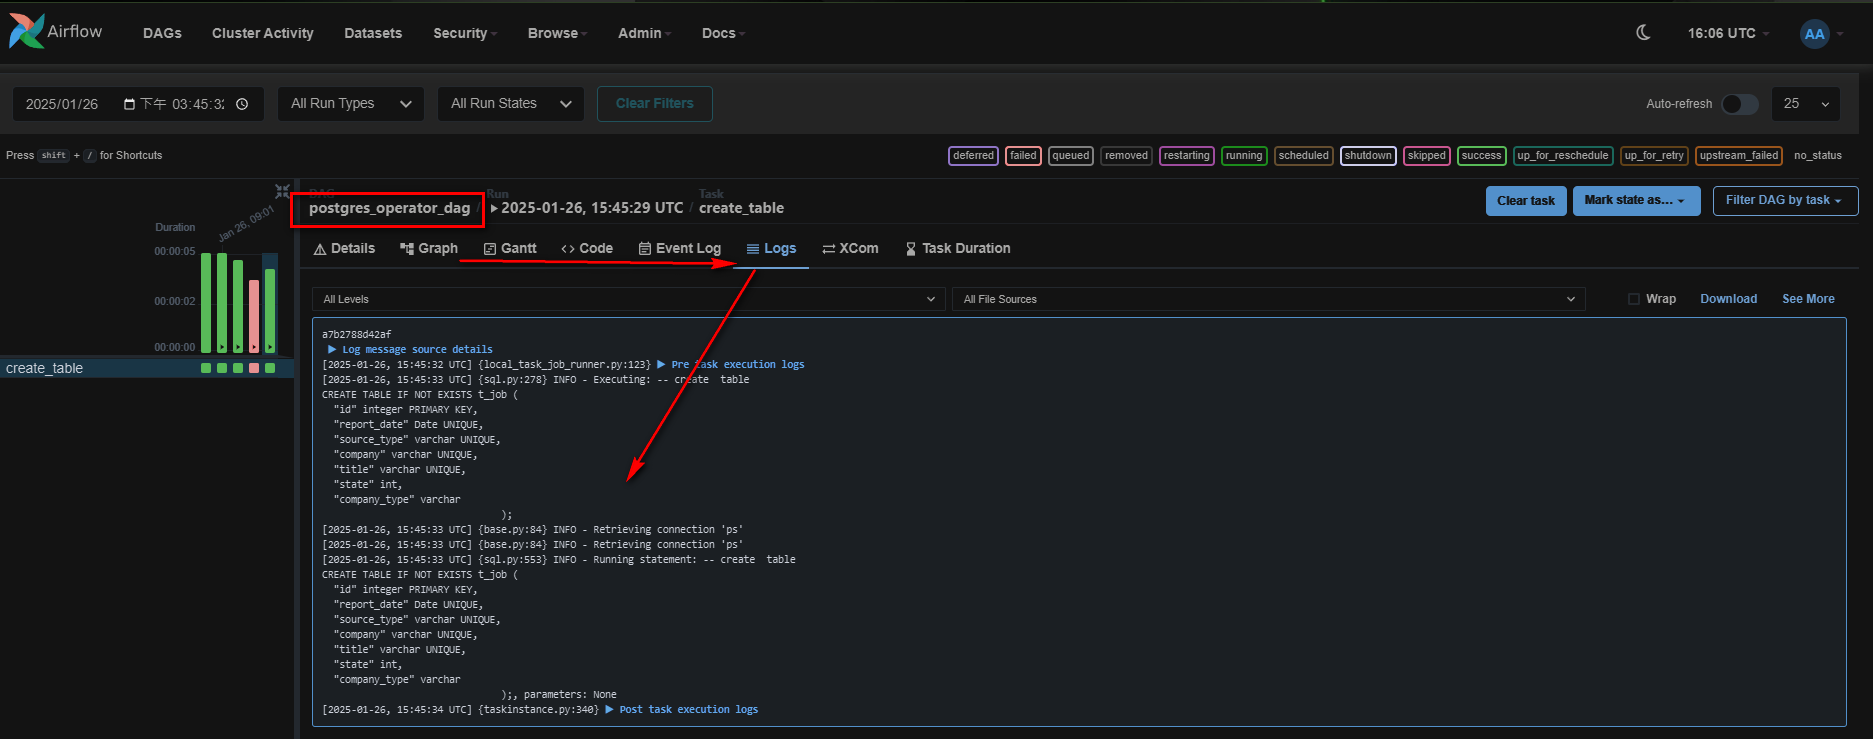 Airflow
DAGs Cluster Activity Datasets Security Browse Admin Docs 16:06 UTC AA
2025/01/26 下午 03:45:32 All Run Types All Run States Clear Filters Auto-refresh 25
Press shift + / for Shortcuts deferred failed queued removed restarting running scheduled shutdown skipped success up_for_reschedule up_for_retry upstream_failed no_status
DAG Run Task
postgres_operator_dag / 2025-01-26, 15:45:29 UTC / create_table Clear task Mark state as... Filter DAG by task
Jan 26, 09:01
Duration
00:00:05
00:00:02
00:00:00
create_table
Details Graph Gantt Code Event Log Logs XCom Task Duration
All Levels All File Sources Wrap Download See More
a7b2788d42af
▶ Log message source details
[2025-01-26, 15:45:32 UTC] {local_task_job_runner.py:123} ▶ Pre task execution logs
[2025-01-26, 15:45:33 UTC] {sql.py:278} INFO - Executing: -- create  table
CREATE TABLE IF NOT EXISTS t_job (
"id" integer PRIMARY KEY,
"report_date" Date UNIQUE,
"source_type" varchar UNIQUE,
"company" varchar UNIQUE,
"title" varchar UNIQUE,
"state" int,
"company_type" varchar
);
[2025-01-26, 15:45:33 UTC] {base.py:84} INFO - Retrieving connection 'ps'
[2025-01-26, 15:45:33 UTC] {base.py:84} INFO - Retrieving connection 'ps'
[2025-01-26, 15:45:33 UTC] {sql.py:553} INFO - Running statement: -- create  table
CREATE TABLE IF NOT EXISTS t_job (
"id" integer PRIMARY KEY,
"report_date" Date UNIQUE,
"source_type" varchar UNIQUE,
"company" varchar UNIQUE,
"title" varchar UNIQUE,
"state" int,
"company_type" varchar
);, parameters: None
[2025-01-26, 15:45:34 UTC] {taskinstance.py:340} ▶ Post task execution logs